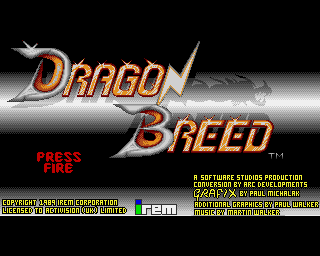 DRAGON
BREED
TM
PRESS
FIRE
A SOFTWARE STUDIOS PRODUCTION
CONVERSION BY ARC DEVELOPMENTS
GRAFIX BY PAUL MICHALAK
ADDITIONAL GRAPHICS BY PAUL WALKER
MUSIC BY MARTIN WALKER
COPYRIGHT 1989 IREM CORPORATION
LICENSED TO ACTIVISION (UK) LIMITED
irem